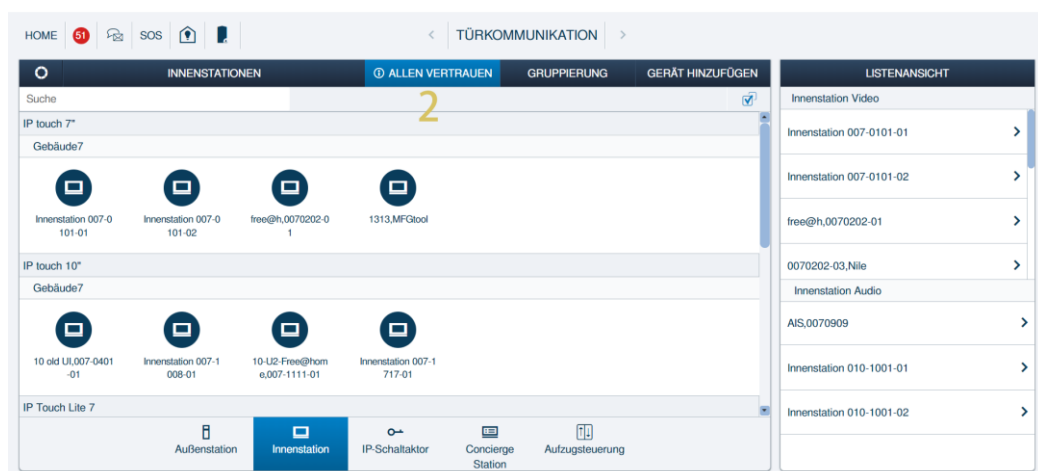 HOME 51 SOS TÜRKOMMUNIKATION
INNENSTATIONEN ALLEN VERTRAUEN GRUPPIERUNG GERÄT HINZUFÜGEN
Suche
2
IP touch 7"
Gebäude7
Innenstation 007-0
101-01
Innenstation 007-0
101-02
free@h,0070202-0
1
1313,MFGtool
IP touch 10"
Gebäude7
10 old UI,007-0401
-01
Innenstation 007-1
008-01
10-U2-Free@hom
e,007-1111-01
Innenstation 007-1
717-01
IP Touch Lite 7
Außenstation
Innenstation
IP-Schaltaktor
Concierge
Station
Aufzugsteuerung
LISTENANSICHT
Innenstation Video
Innenstation 007-0101-01
Innenstation 007-0101-02
free@h,0070202-01
0070202-03,Nile
Innenstation Audio
AIS,0070909
Innenstation 010-1001-01
Innenstation 010-1001-02